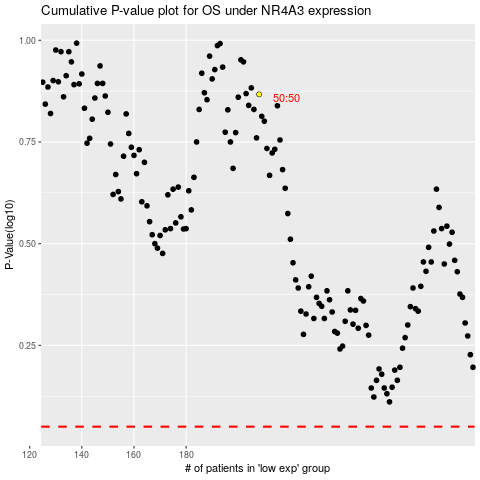 Cumulative P-value plot for OS under NR4A3 expression
1.00
0.75
0.50
0.25
P-Value(log10)
50:50
120 140 160 180
# of patients in 'low exp' group